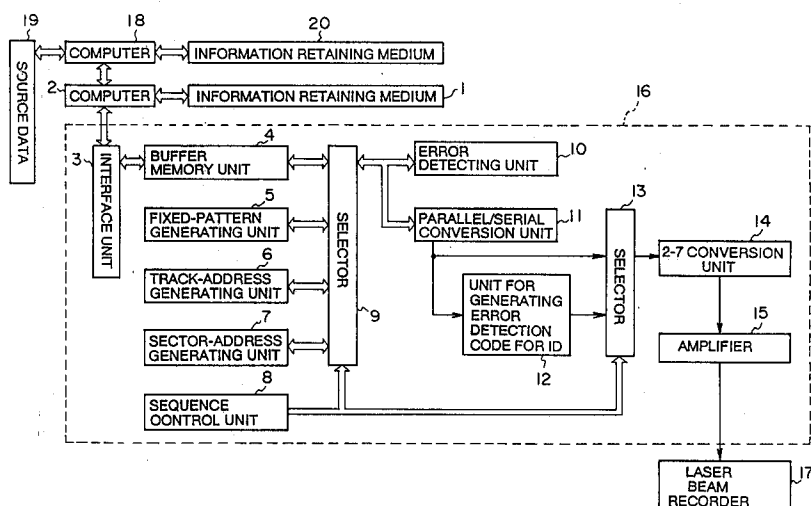 19
18
20
SOURCE DATA
COMPUTER
INFORMATION RETAINING MEDIUM
2
COMPUTER
INFORMATION RETAINING MEDIUM
1
16
3
INTERFACE UNIT
4
BUFFER
MEMORY UNIT
5
FIXED-PATTERN
GENERATING UNIT
6
TRACK-ADDRESS
GENERATING UNIT
7
SECTOR-ADDRESS
GENERATING UNIT
8
SEQUENCE
CONTROL UNIT
SELECTOR
9
ERROR
DETECTING UNIT
10
PARALLEL/SERIAL
CONVERSION UNIT
11
UNIT FOR
GENERATING
ERROR
DETECTION
CODE FOR ID
12
13
SELECTOR
14
2-7 CONVERSION
UNIT
15
AMPLIFIER
LASER
BEAM
RECORDER
17